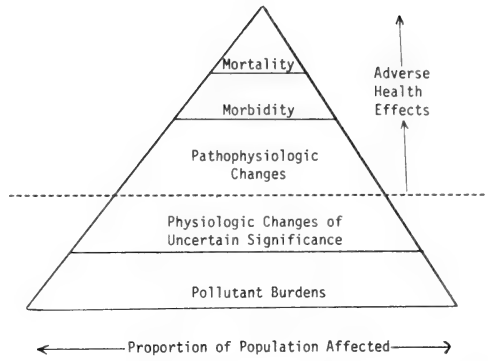 Mortality
Morbidity
Pathophysiologic
Changes
Physiologic Changes of
Uncertain Significance
Pollutant Burdens
Adverse
Health
Effects
Proportion of Population Affected